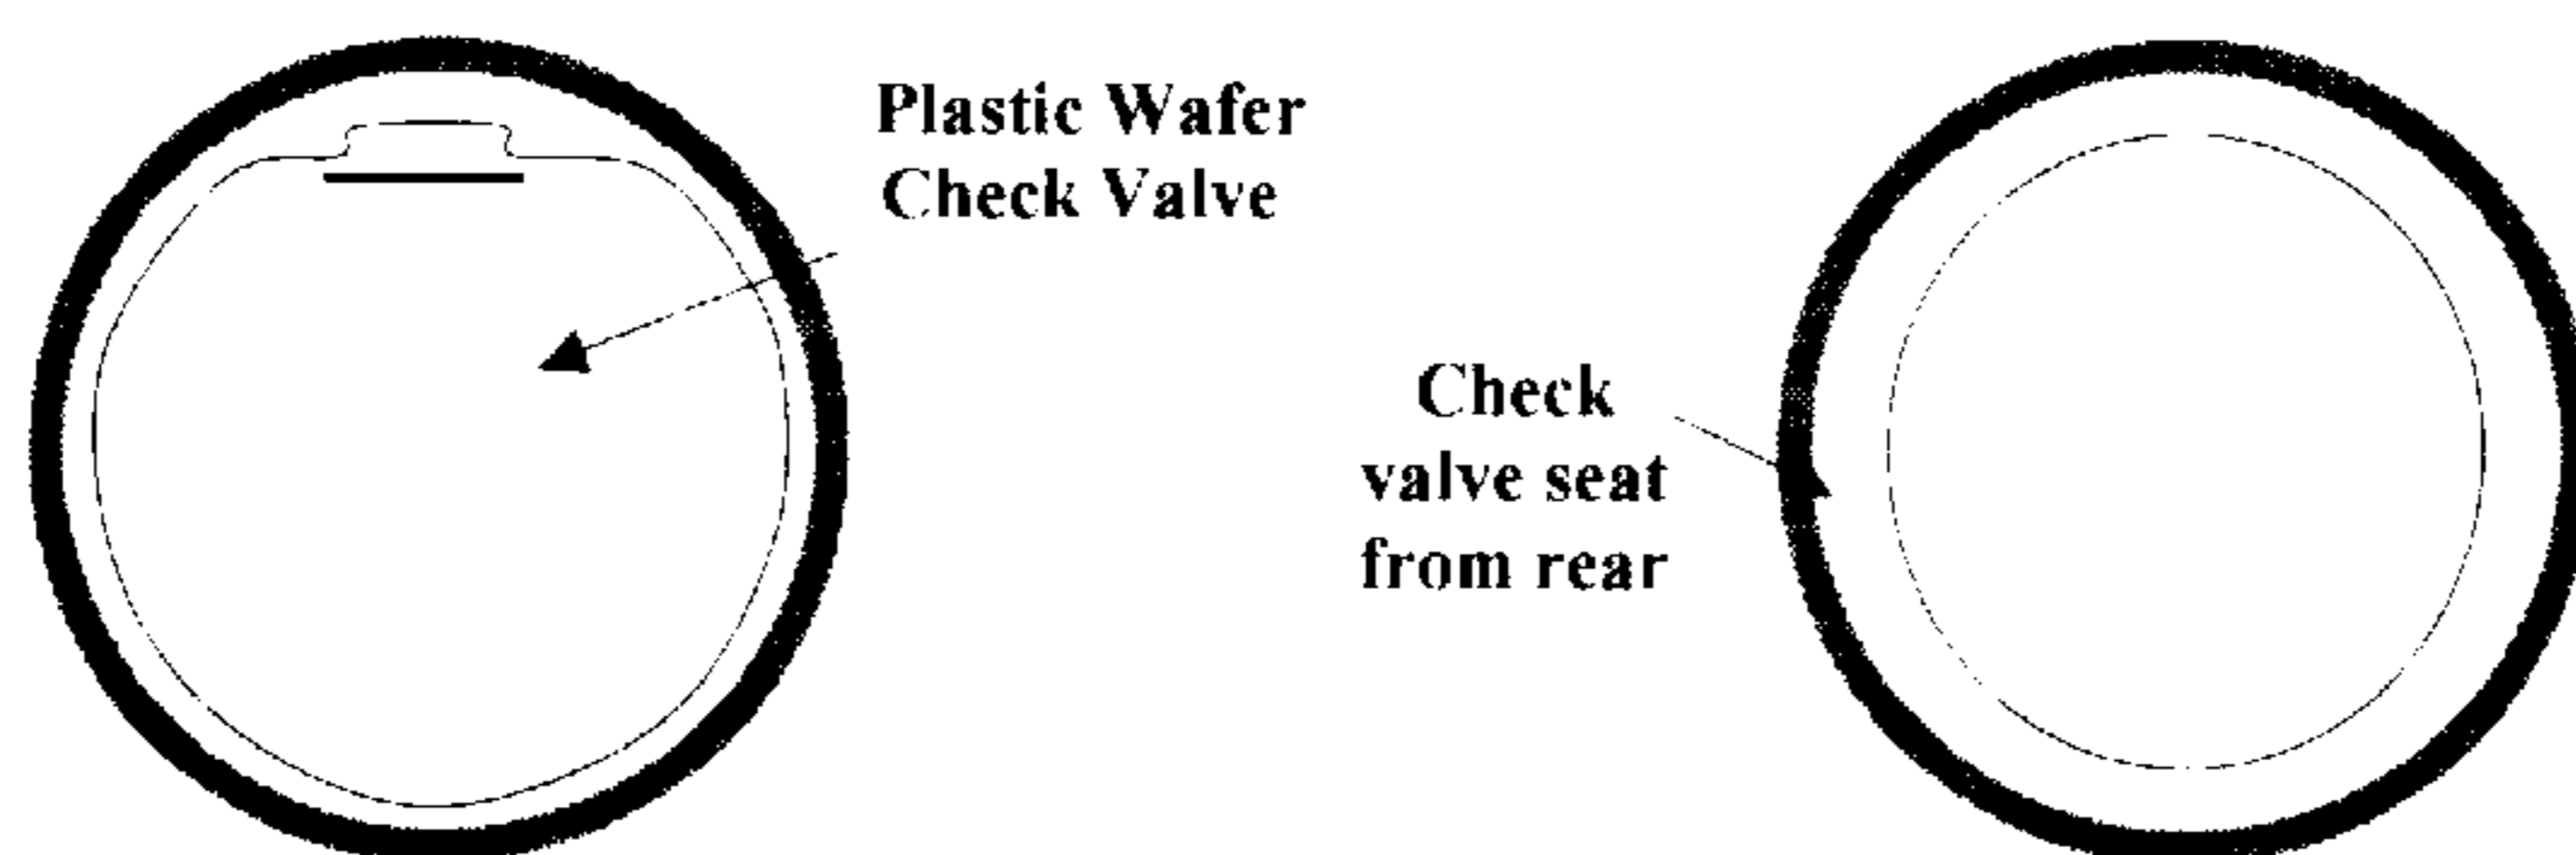 Plastic Wafer
Check Valve
Check
valve seat
from rear